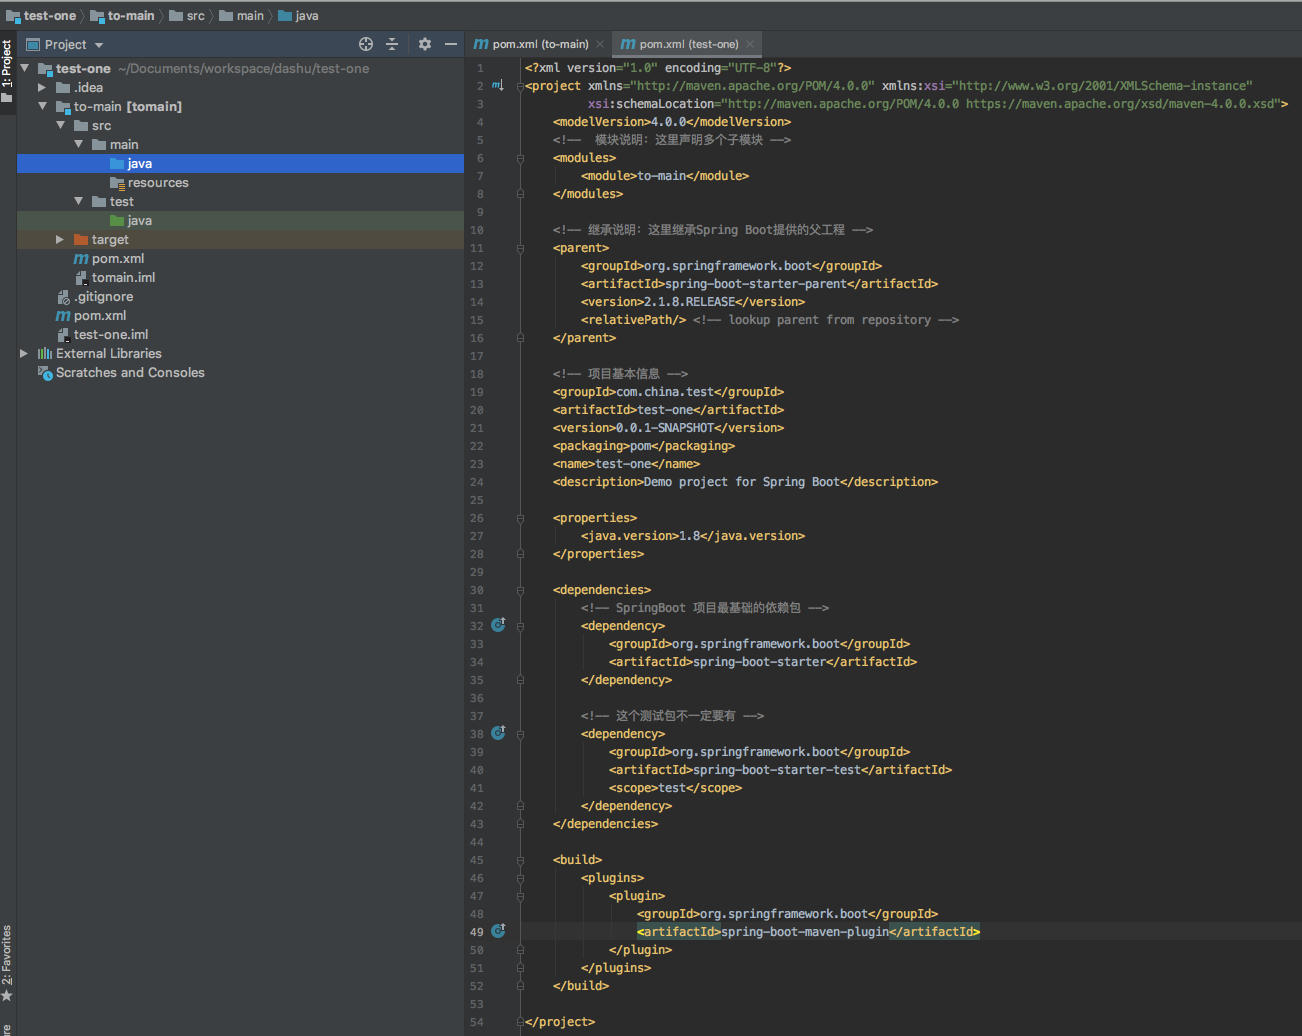 test-one
to-main
src
main
java
1: Project
2: Favorites
Project
test-one ~/Documents/workspace/dashu/test-one
.idea
to-main [tomain]
src
main
java
resources
test
java
target
pom.xml
tomain.iml
.gitignore
pom.xml
test-one.iml
External Libraries
Scratches and Consoles
pom.xml (to-main)
pom.xml (test-one)
1 <?xml version="1.0" encoding="UTF-8"?>
2 <project xmlns="http://maven.apache.org/POM/4.0.0" xmlns:xsi="http://www.w3.org/2001/XMLSchema-instance"
3 xsi:schemaLocation="http://maven.apache.org/POM/4.0.0 https://maven.apache.org/xsd/maven-4.0.0.xsd">
4 <modelVersion>4.0.0</modelVersion>
5 <!-- 模块说明：这里声明多个子模块 -->
6 <modules>
7 <module>to-main</module>
8 </modules>
9
10 <!-- 继承说明：这里继承Spring Boot提供的父工程 -->
11 <parent>
12 <groupId>org.springframework.boot</groupId>
13 <artifactId>spring-boot-starter-parent</artifactId>
14 <version>2.1.8.RELEASE</version>
15 <relativePath/> <!-- lookup parent from repository -->
16 </parent>
17
18 <!-- 项目基本信息 -->
19 <groupId>com.china.test</groupId>
20 <artifactId>test-one</artifactId>
21 <version>0.0.1-SNAPSHOT</version>
22 <packaging>pom</packaging>
23 <name>test-one</name>
24 <description>Demo project for Spring Boot</description>
25
26 <properties>
27 <java.version>1.8</java.version>
28 </properties>
29
30 <dependencies>
31 <!-- SpringBoot 项目最基础的依赖包 -->
32 <dependency>
33 <groupId>org.springframework.boot</groupId>
34 <artifactId>spring-boot-starter</artifactId>
35 </dependency>
36
37 <!-- 这个测试包不一定要有 -->
38 <dependency>
39 <groupId>org.springframework.boot</groupId>
40 <artifactId>spring-boot-starter-test</artifactId>
41 <scope>test</scope>
42 </dependency>
43 </dependencies>
44
45 <build>
46 <plugins>
47 <plugin>
48 <groupId>org.springframework.boot</groupId>
49 <artifactId>spring-boot-maven-plugin</artifactId>
50 </plugin>
51 </plugins>
52 </build>
53
54 </project>